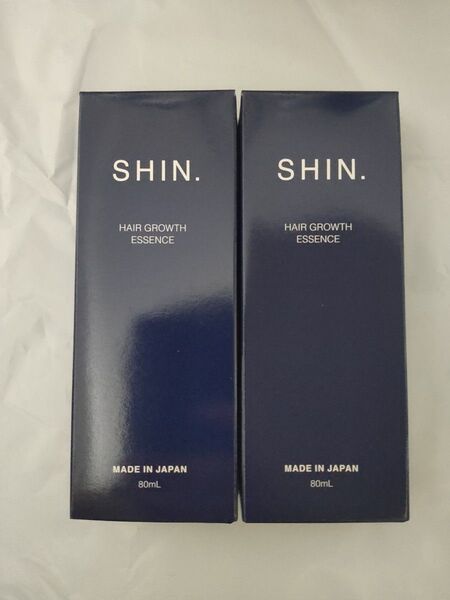 SHIN.
HAIR GROWTH
ESSENCE
MADE IN JAPAN
80mL
SHIN.
HAIR GROWTH
ESSENCE
MADE IN JAPAN
80mL